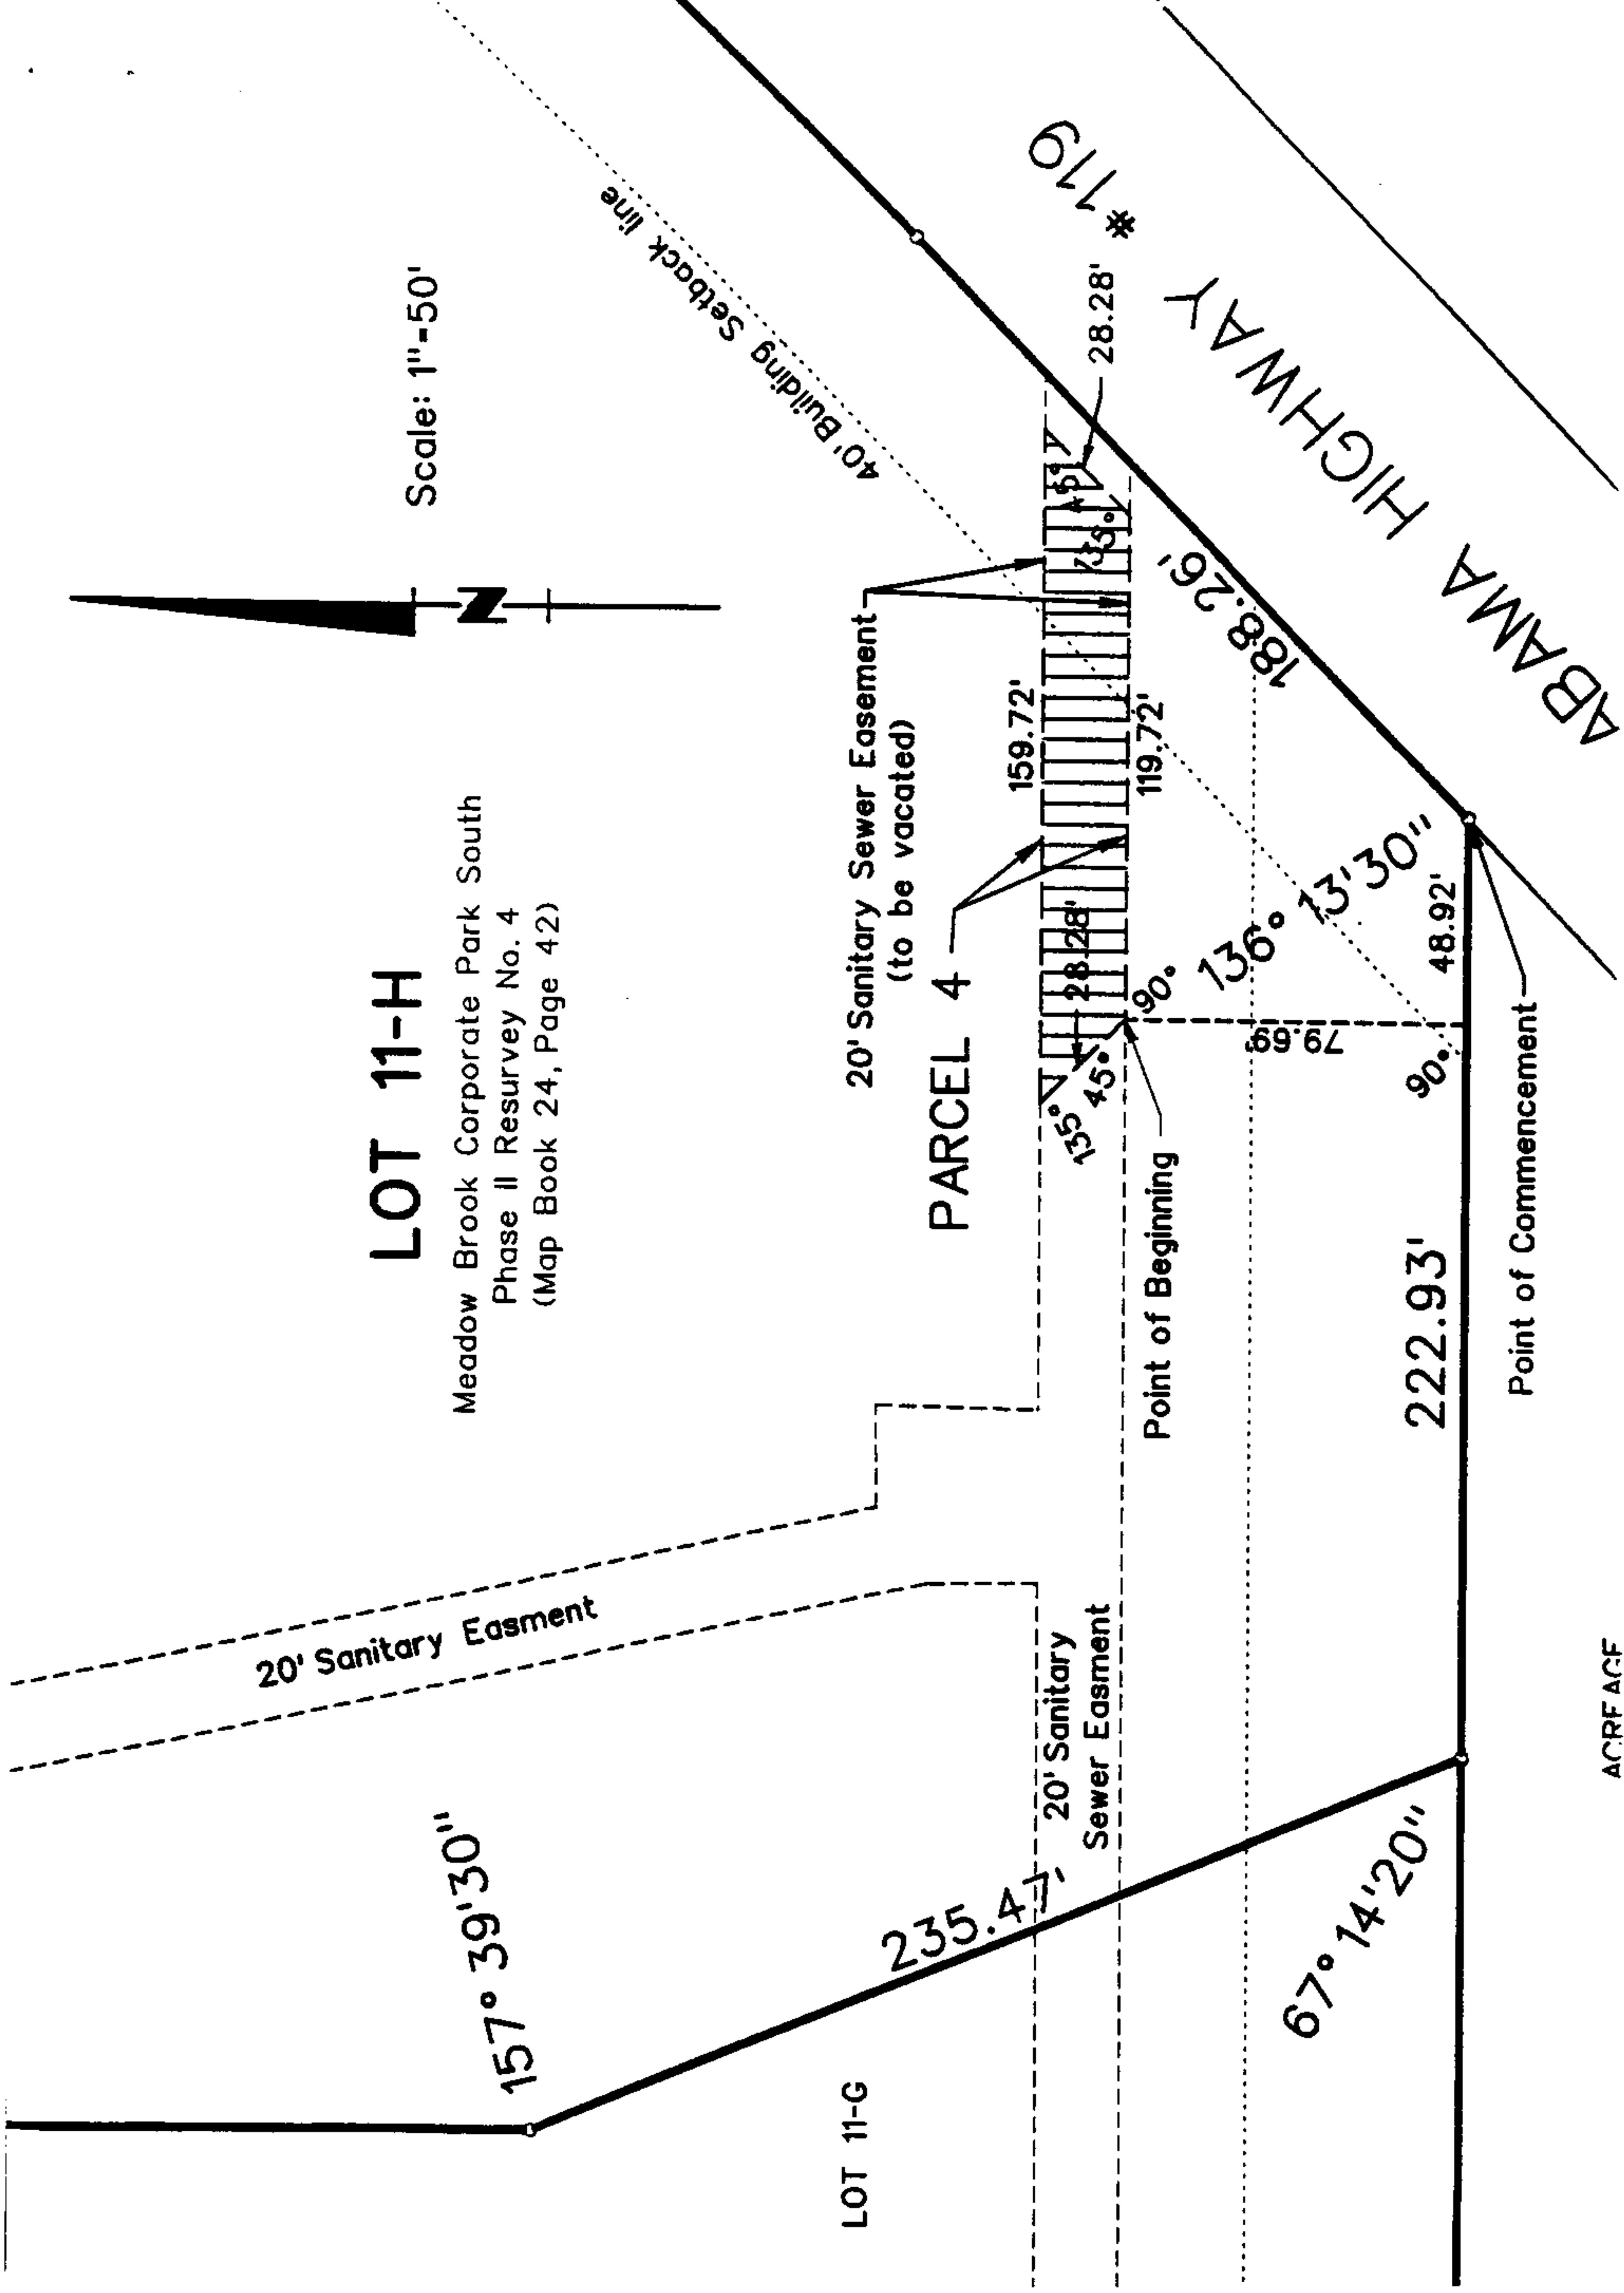 LOT 11-H
Meadow Brook Corporate Park South
Phase II Resurvey No. 4
(Map Book 24, Page 42)
N
Scale: 1"=50'
40' Building Setback line
157° 39'30"
20' Sanitary Easment
20' Sanitary Sewer Easement
(to be vacated)
PARCEL 4
159.72'
28.28'
45°
135°
28.28'
119.72'
135°
45°
90°
Point of Beginning
LOT 11-G
235.47'
20' Sanitary
Sewer Easment
79.69
90°
136° 13'30"
188.26'
67° 14'20"
222.93'
48.92'
Point of Commencement
ABAMA HIGHWAY #119
ACREAGE